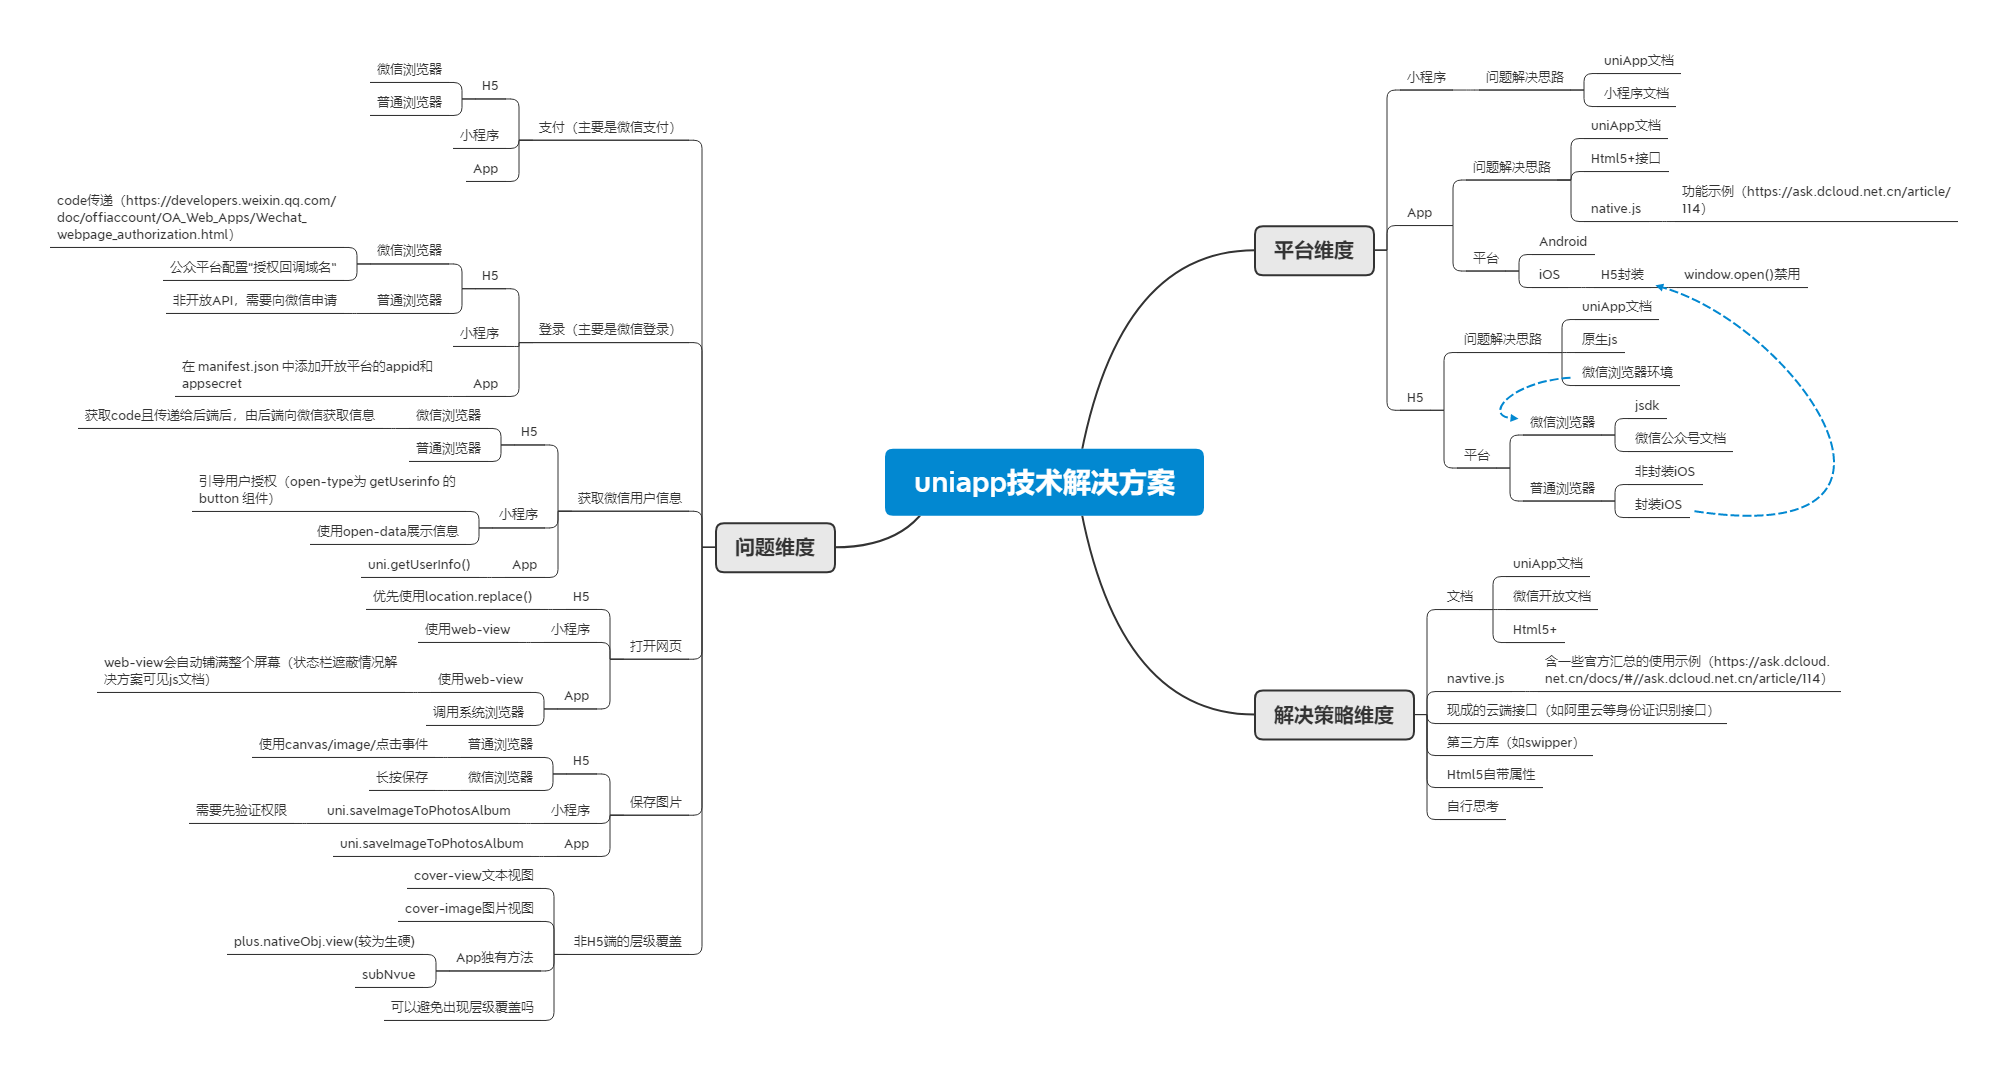 uniapp技术解决方案
平台维度
小程序
问题解决思路
uniApp文档
小程序文档
App
问题解决思路
uniApp文档
Html5+接口
native.js
功能示例（https://ask.dcloud.net.cn/article/
114）
平台
Android
iOS
H5封装
window.open()禁用
H5
问题解决思路
uniApp文档
原生js
微信浏览器环境
平台
微信浏览器
jsdk
微信公众号文档
普通浏览器
非封装iOS
封装iOS
解决策略维度
文档
uniApp文档
微信开放文档
Html5+
navtive.js
含一些官方汇总的使用示例（https://ask.dcloud.
net.cn/docs/#//ask.dcloud.net.cn/article/114）
现成的云端接口（如阿里云等身份证识别接口）
第三方库（如swipper）
Html5自带属性
自行思考
问题维度
支付（主要是微信支付）
H5
微信浏览器
普通浏览器
小程序
App
登录（主要是微信登录）
H5
微信浏览器
code传递（https://developers.weixin.qq.com/
doc/offiaccount/OA_Web_Apps/Wechat_
webpage_authorization.html）
公众平台配置"授权回调域名"
普通浏览器
非开放API，需要向微信申请
小程序
App
在 manifest.json 中添加开放平台的appid和
appsecret
获取微信用户信息
H5
微信浏览器
获取code且传递给后端后，由后端向微信获取信息
普通浏览器
小程序
引导用户授权（open-type为 getUserinfo 的
button 组件）
使用open-data展示信息
App
uni.getUserInfo()
打开网页
H5
优先使用location.replace()
小程序
使用web-view
App
使用web-view
web-view会自动铺满整个屏幕（状态栏遮蔽情况解
决方案可见js文档）
调用系统浏览器
保存图片
H5
普通浏览器
使用canvas/image/点击事件
微信浏览器
长按保存
小程序
uni.saveImageToPhotosAlbum
需要先验证权限
App
uni.saveImageToPhotosAlbum
非H5端的层级覆盖
cover-view文本视图
cover-image图片视图
App独有方法
plus.nativeObj.view(较为生硬)
subNvue
可以避免出现层级覆盖吗